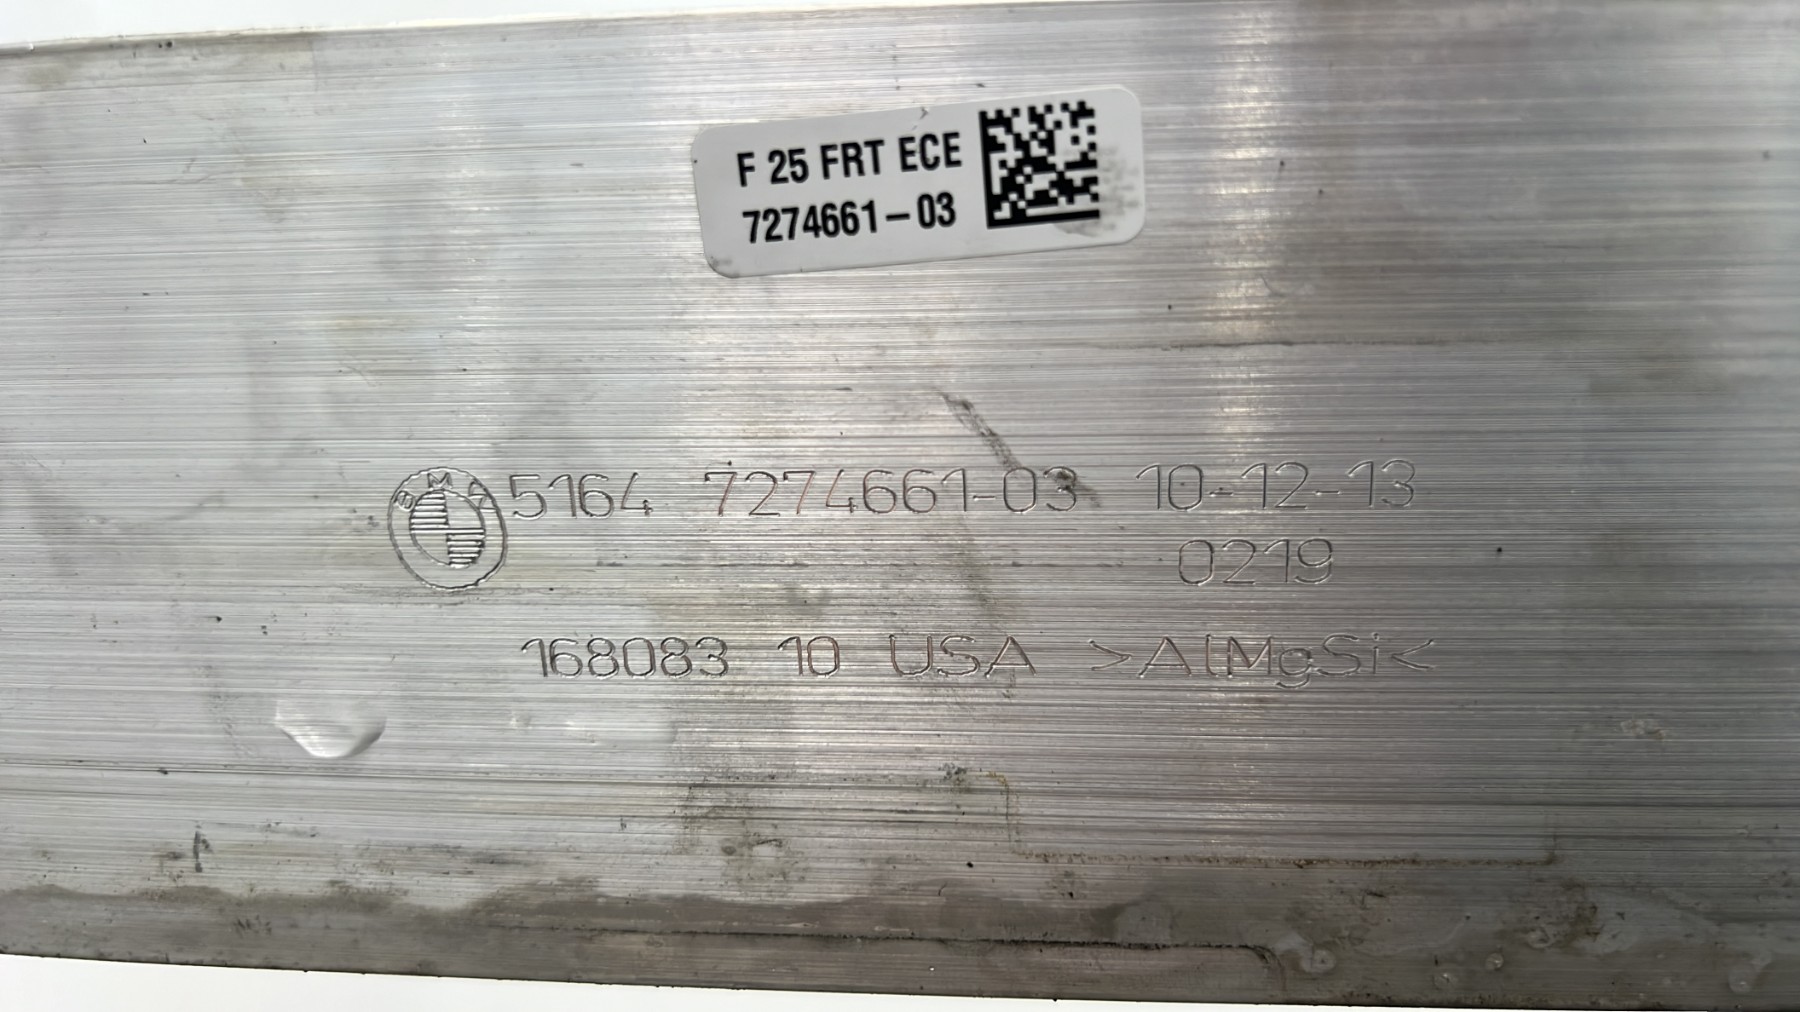 F 25 FRT ECE
7274661-03
BMW 5164 7274661-03 10-12-13
0219
168083 10 USA >AlMgSi<